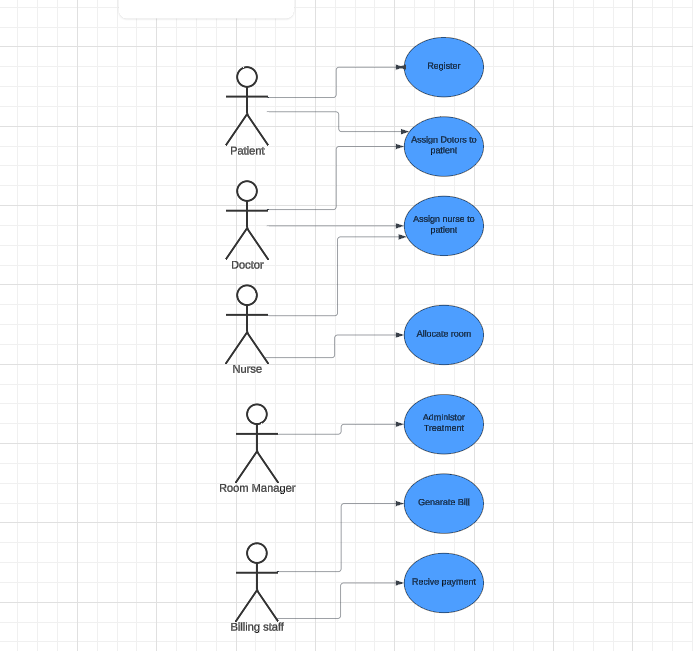 Register
Patient
Assign Dotors to
patient
Doctor
Assign nurse to
patient
Nurse
Allocate room
Room Manager
Administor
Treatment
Genarate Bill
Billing staff
Recive payment